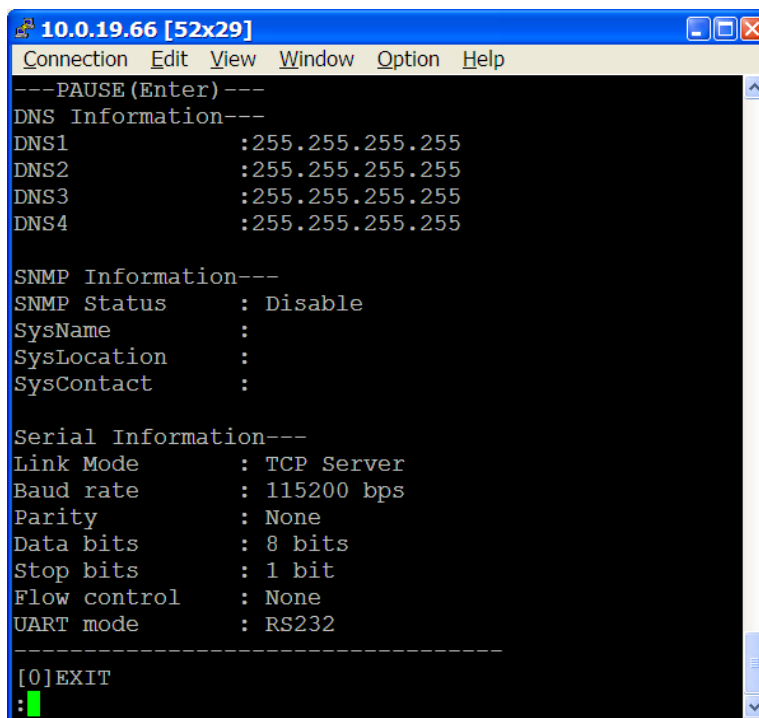 10.0.19.66 [52x29]
Connection Edit View Window Option Help
---PAUSE(Enter)---
DNS Information---
DNS1 :255.255.255.255
DNS2 :255.255.255.255
DNS3 :255.255.255.255
DNS4 :255.255.255.255
SNMP Information---
SNMP Status : Disable
SysName :
SysLocation :
SysContact :
Serial Information---
Link Mode : TCP Server
Baud rate : 115200 bps
Parity : None
Data bits : 8 bits
Stop bits : 1 bit
Flow control : None
UART mode : RS232
-----------------------------------
[0]EXIT
: